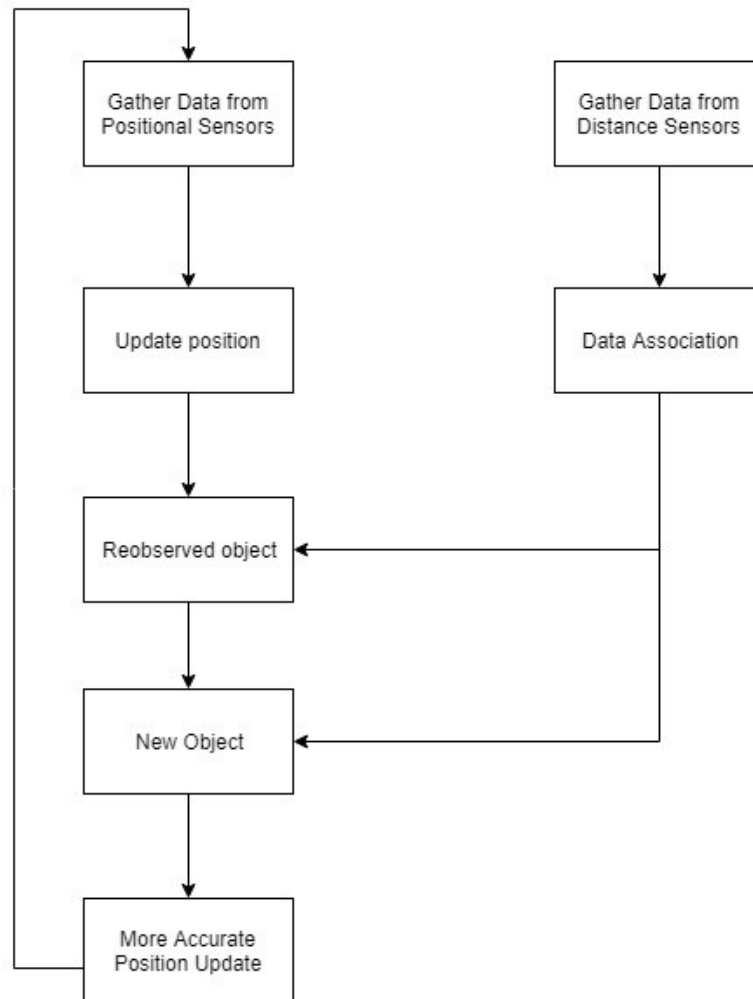 Gather Data from
Positional Sensors
Gather Data from
Distance Sensors
Update position
Data Association
Reobserved object
New Object
More Accurate
Position Update